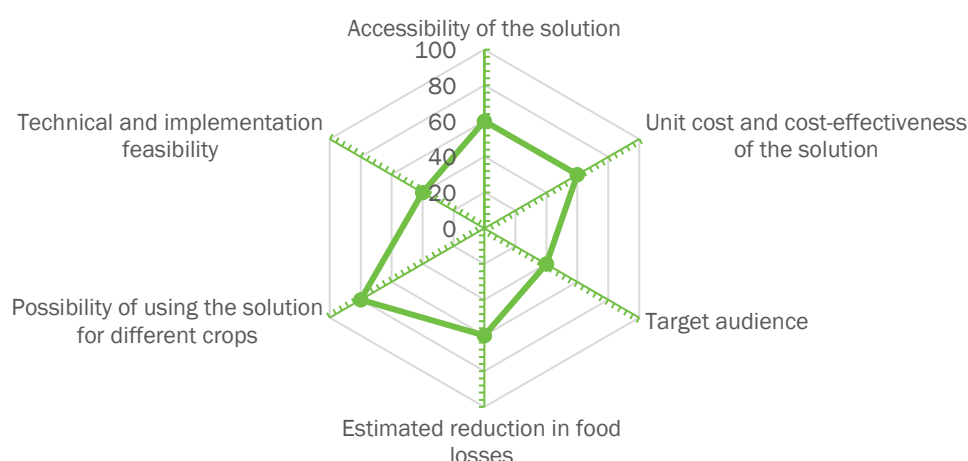 Accessibility of the solution
100
80
60
40
20
0
Technical and implementation
feasibility
Unit cost and cost-effectiveness
of the solution
Possibility of using the solution
for different crops
Target audience
Estimated reduction in food
losses